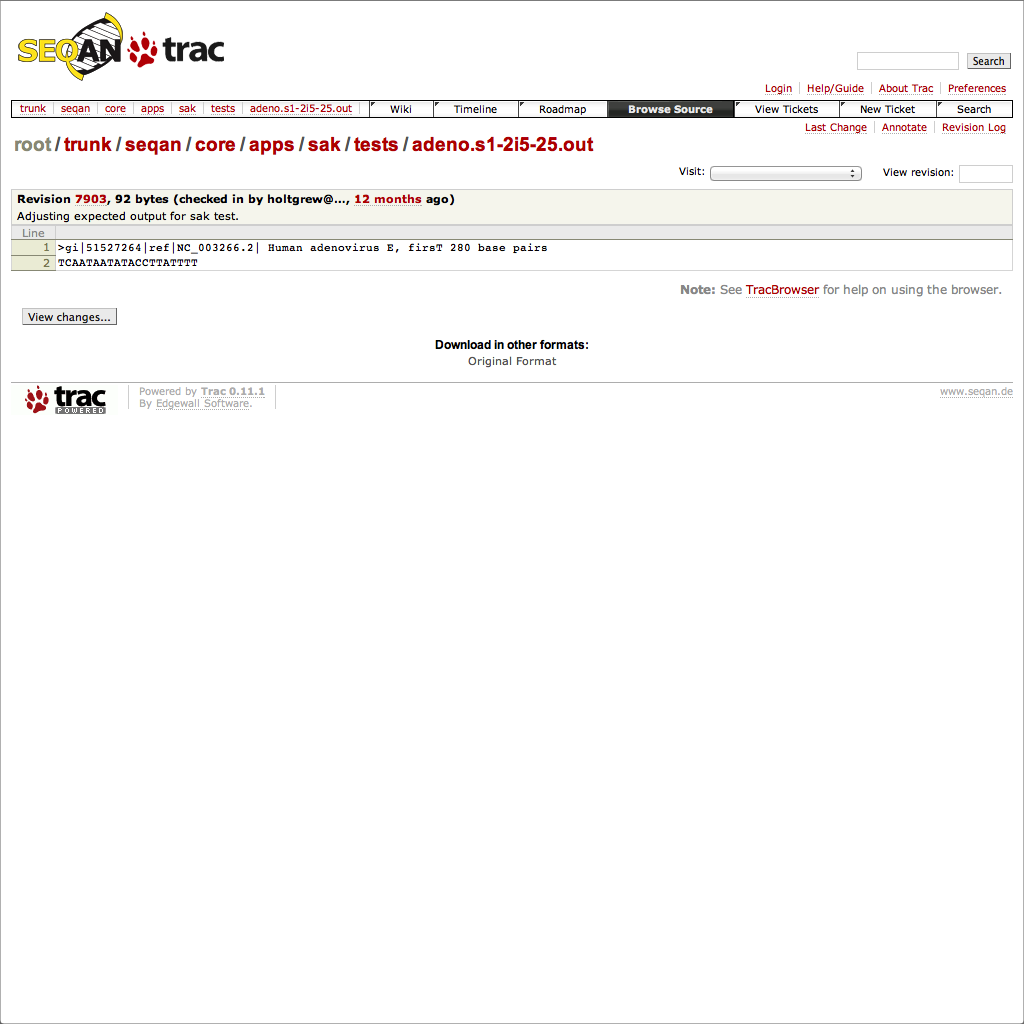 SEQAN trac
Search
Login Help/Guide About Trac Preferences
trunk seqan core apps sak tests adeno.s1-2i5-25.out Wiki Timeline Roadmap Browse Source View Tickets New Ticket Search
Last Change Annotate Revision Log
root / trunk / seqan / core / apps / sak / tests / adeno.s1-2i5-25.out
Visit: View revision:
Revision 7903, 92 bytes (checked in by holtgrew@..., 12 months ago)
Adjusting expected output for sak test.
Line
1 >gi|51527264|ref|NC_003266.2| Human adenovirus E, firsT 280 base pairs
2 TCAATAATATACCTTATTTT
Note: See TracBrowser for help on using the browser.
View changes...
Download in other formats:
Original Format
trac POWERED
Powered by Trac 0.11.1
By Edgewall Software.
www.seqan.de